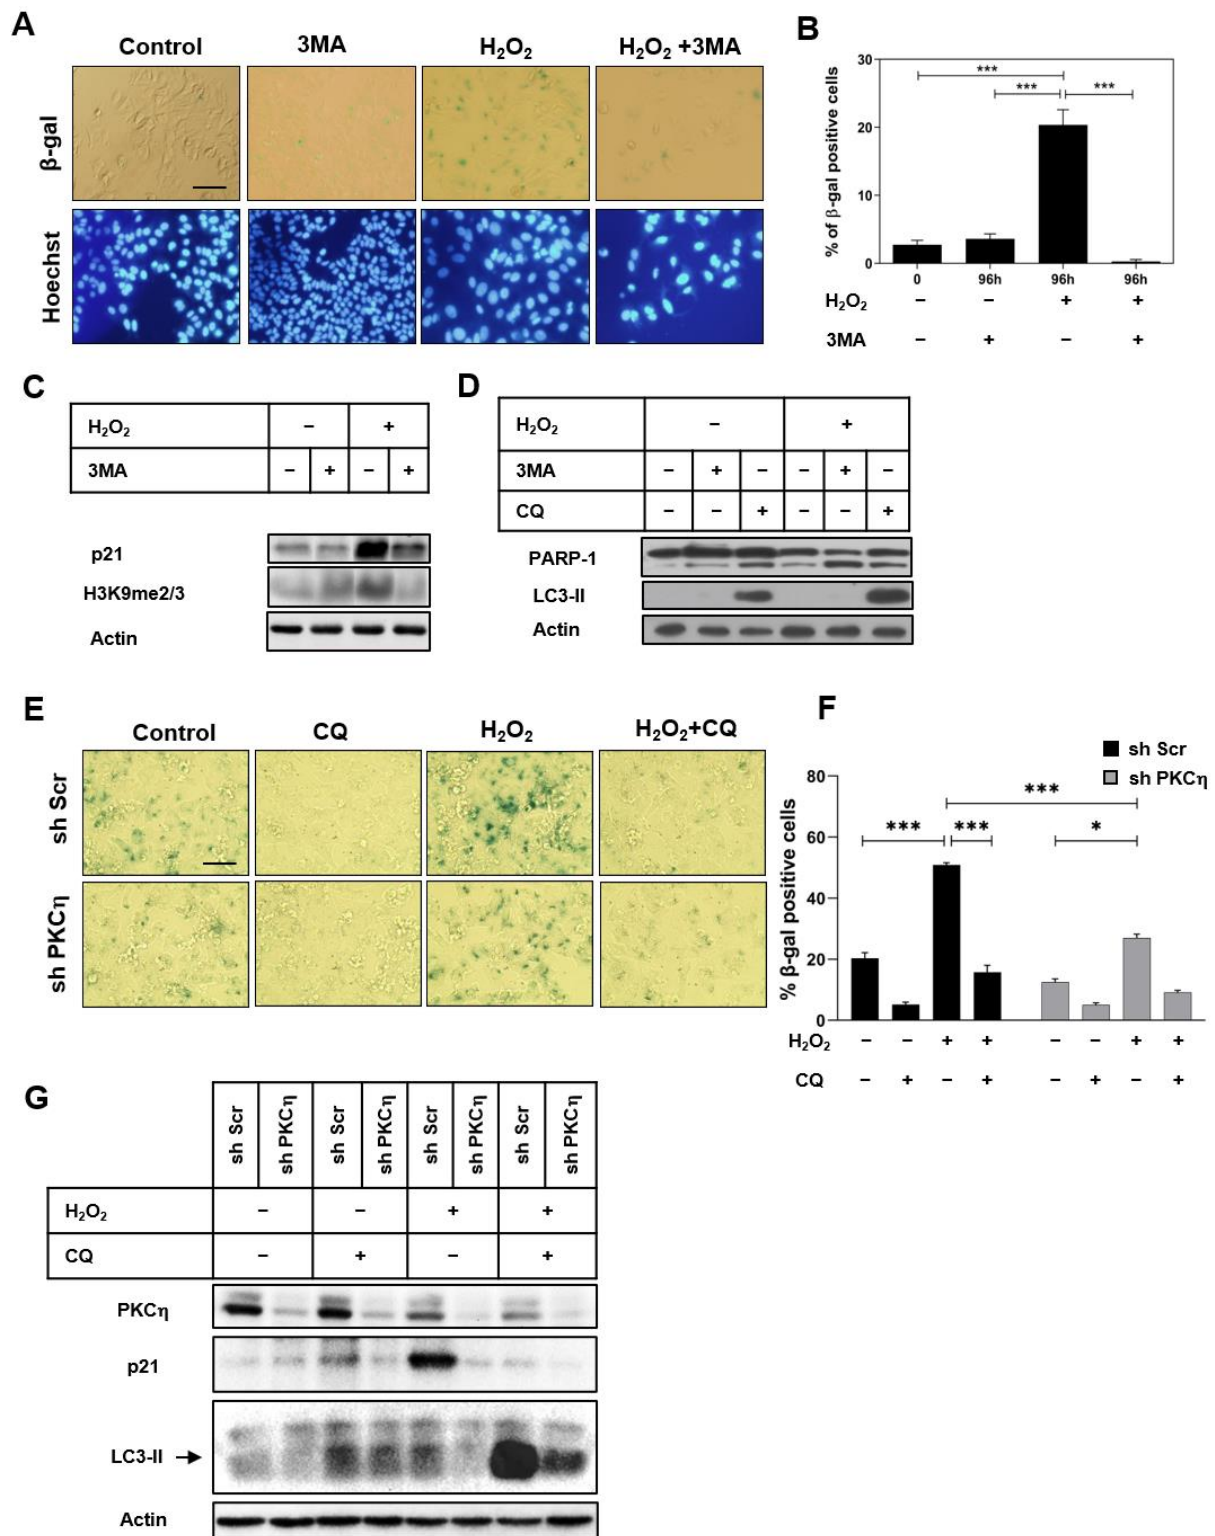 A
Control 3MA H₂O₂ H₂O₂ +3MA
β-gal
Hoechst
B
% of β-gal positive cells
30
20
10
0
*** *** ***
0 96h 96h 96h
H₂O₂ − − + +
3MA − + − +
C
H₂O₂ − +
3MA − + − +
p21
H3K9me2/3
Actin
D
H₂O₂ − +
3MA − + − − + −
CQ − − + − − +
PARP-1
LC3-II
Actin
E
Control CQ H₂O₂ H₂O₂+CQ
sh Scr
sh PKCη
F
sh Scr
sh PKCη
% β-gal positive cells
80
60
40
20
0
***
*** *** *
H₂O₂ − − + + − − + +
CQ − + − + − + − +
G
sh Scr sh PKCη sh Scr sh PKCη sh Scr sh PKCη sh Scr sh PKCη
H₂O₂ − − + +
CQ − + − +
PKCη
p21
LC3-II →
Actin